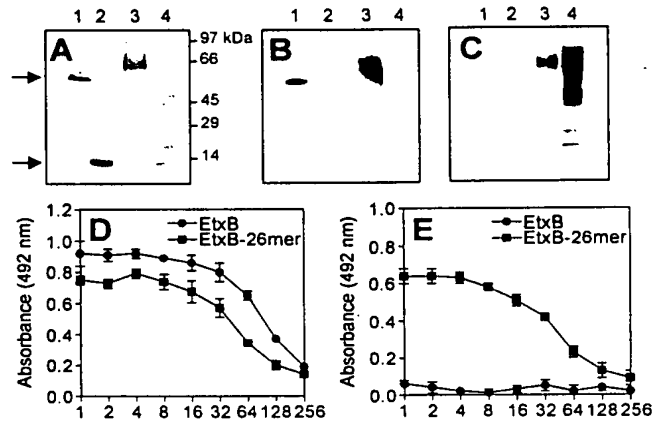 1 2 3 4
1 2 3 4
1 2 3 4
A
B
C
97 kDa
66
45
29
14
D
EtxB
EtxB-26mer
Absorbance (492 nm)
1.2
1.0
0.8
0.6
0.4
0.2
0.0
1 2 4 8 16 32 64 128 256
E
EtxB
EtxB-26mer
Absorbance (492 nm)
1.0
0.8
0.6
0.4
0.2
0.0
1 2 4 8 16 32 64 128 256